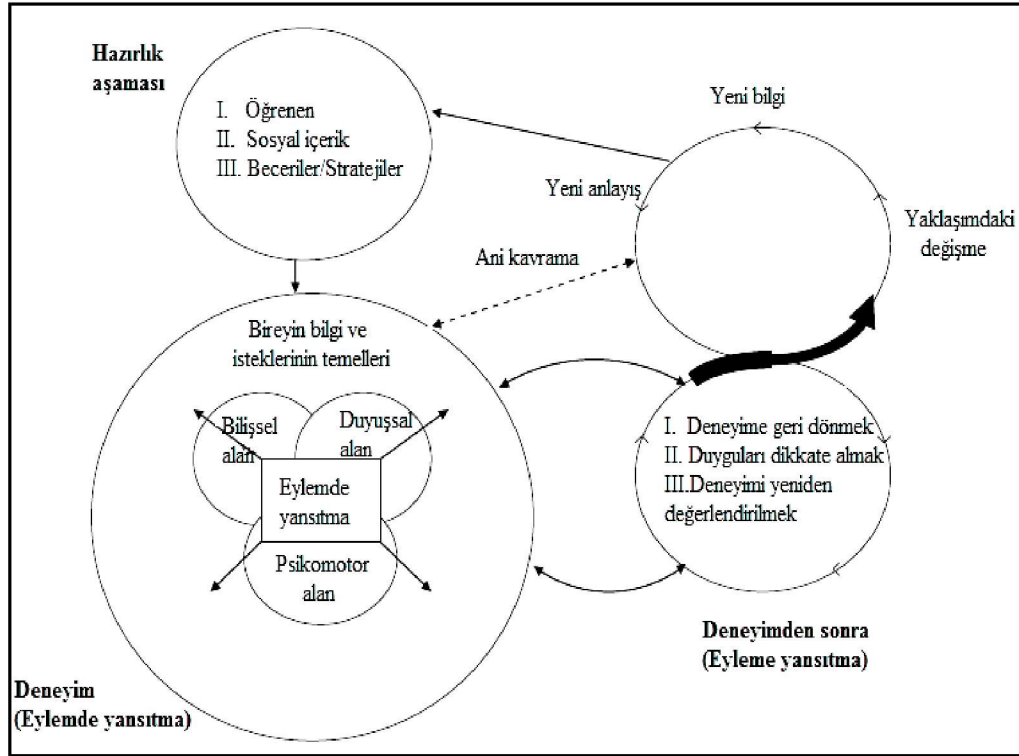 Hazırlık
aşaması
I. Öğrenen
II. Sosyal içerik
III. Beceriler/Stratejiler
Yeni bilgi
Yeni anlayış
Yaklaşımdaki
değişme
Ani kavrama
Bireyin bilgi ve
isteklerinin temelleri
Bilişsel
alan
Duyuşsal
alan
Eylemde
yansıtma
Psikomotor
alan
I. Deneyime geri dönmek
II. Duyguları dikkate almak
III.Deneyimi yeniden
değerlendirilmek
Deneyimden sonra
(Eyleme yansıtma)
Deneyim
(Eylemde yansıtma)